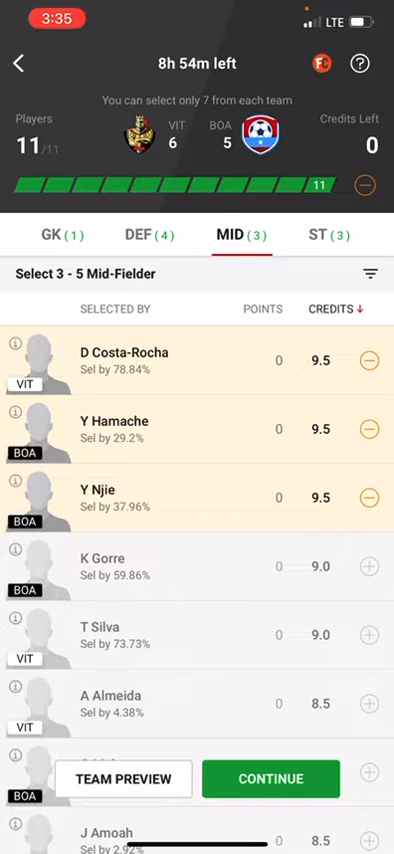 3:35
LTE
8h 54m left
FC
?
You can select only 7 from each team
Players
VIT
BOA
Credits Left
11/11
6
5
0
11
GK (1)
DEF (4)
MID (3)
ST (3)
Select 3 - 5 Mid-Fielder
SELECTED BY
POINTS
CREDITS ↓
D Costa-Rocha
Sel by 78.84%
0
9.5
VIT
Y Hamache
Sel by 29.2%
0
9.5
BOA
Y Njie
Sel by 37.96%
0
9.5
BOA
K Gorre
Sel by 59.86%
0
9.0
BOA
T Silva
Sel by 73.73%
0
9.0
VIT
A Almeida
Sel by 4.38%
0
8.5
VIT
BOA
TEAM PREVIEW
CONTINUE
J Amoah
Sel by 2.92%
0
8.5